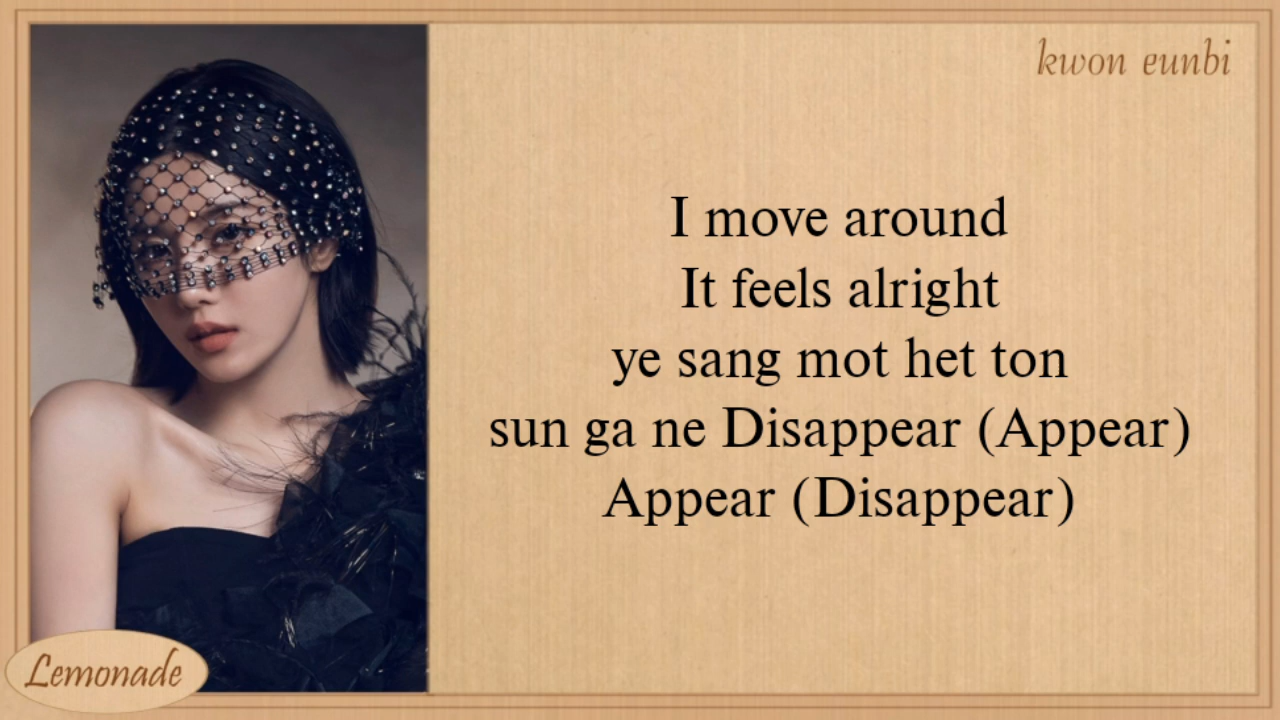 kwon eunbi
I move around
It feels alright
ye sang mot het ton
sun ga ne Disappear (Appear)
Appear (Disappear)
Lemonade